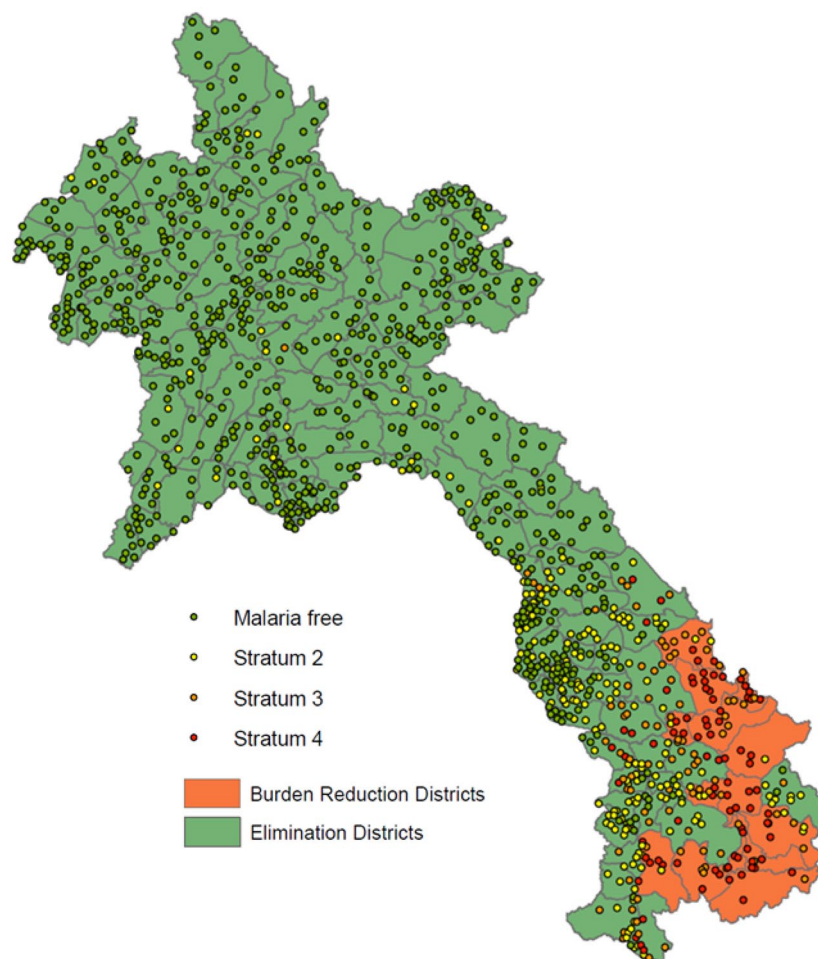 Malaria free
Stratum 2
Stratum 3
Stratum 4
Burden Reduction Districts
Elimination Districts